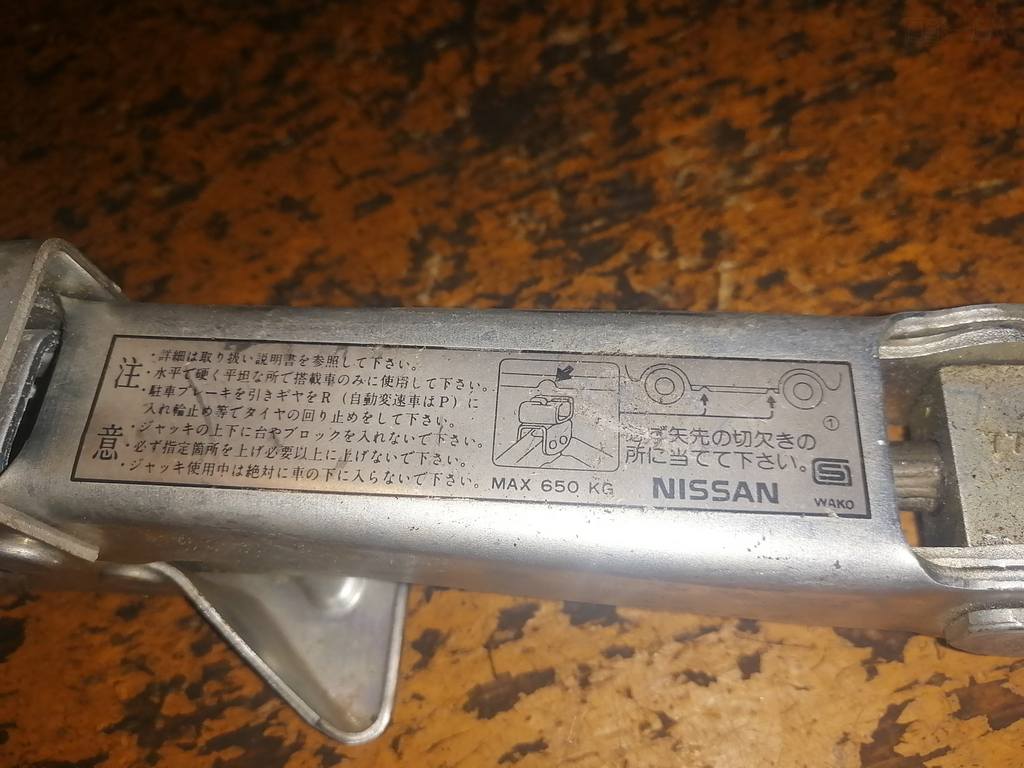 注意
・詳細は取り扱い説明書を参照して下さい。
・水平で硬く平坦な所で搭載車のみに使用して下さい。
・駐車ブレーキを引きギヤをR（自動変速車はP）に
入れ輪止め等でタイヤの回り止めをして下さい。
・ジャッキの上下に台やブロックを入れないで下さい。
・必ず指定箇所を上げ必要以上に上げないで下さい。
・ジャッキ使用中は絶対に車の下に入らないで下さい。
MAX 650 KG
①
必ず矢先の切欠きの
所に当てて下さい。
NISSAN
WAKO